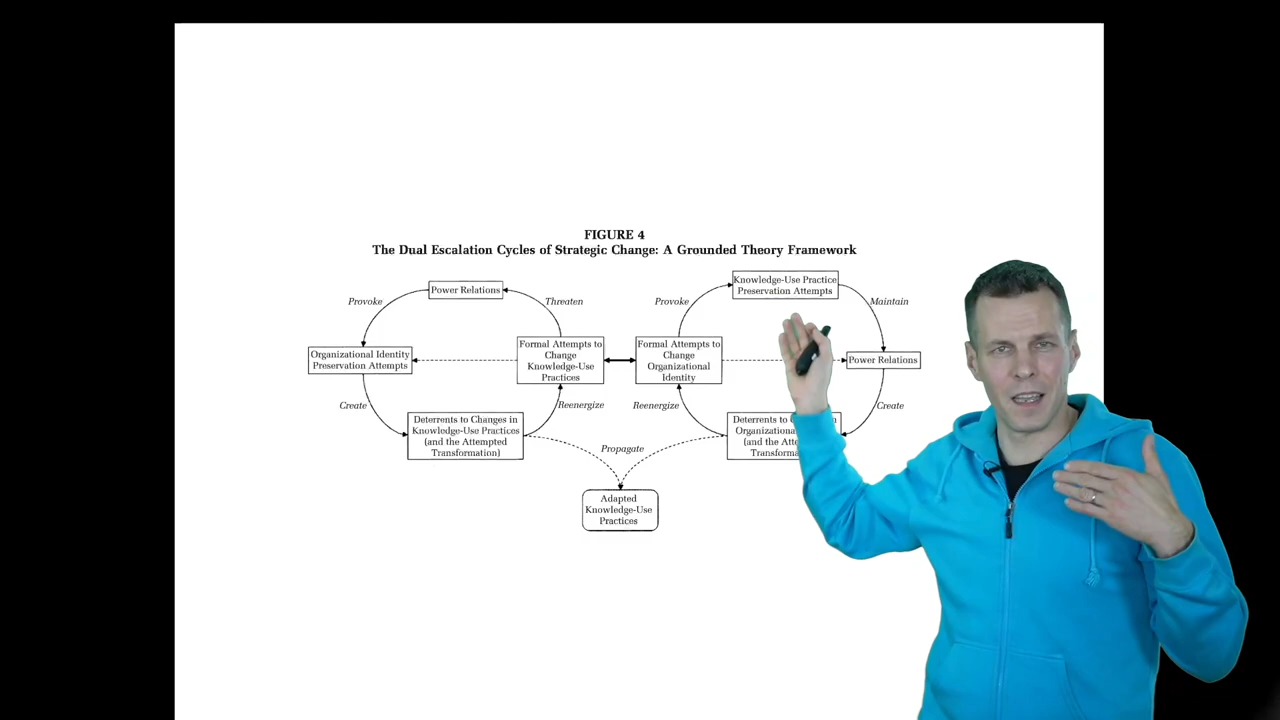 FIGURE 4
The Dual Escalation Cycles of Strategic Change: A Grounded Theory Framework
Power Relations
Provoke
Threaten
Organizational Identity
Preservation Attempts
Formal Attempts to
Change
Knowledge-Use
Practices
Create
Reenergize
Deterrents to Changes in
Knowledge-Use Practices
(and the Attempted
Transformation)
Knowledge-Use Practice
Preservation Attempts
Provoke
Maintain
Formal Attempts to
Change
Organizational
Identity
Power Relations
Reenergize
Create
Deterrents to
Organizational
(and the
Propagate
Adapted
Knowledge-Use
Practices